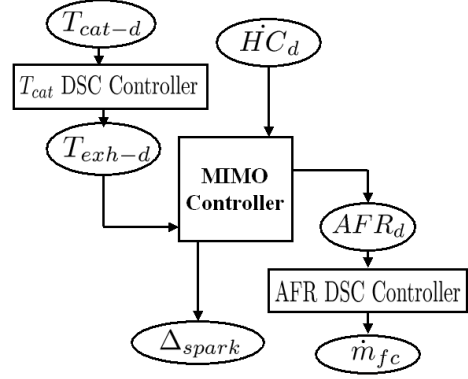 T_{cat-d}
\dot{HC}_d
T_{cat} DSC Controller
T_{exh-d}
MIMO
Controller
AFR_d
AFR DSC Controller
Δ_{spark}
\dot{m}_{fc}